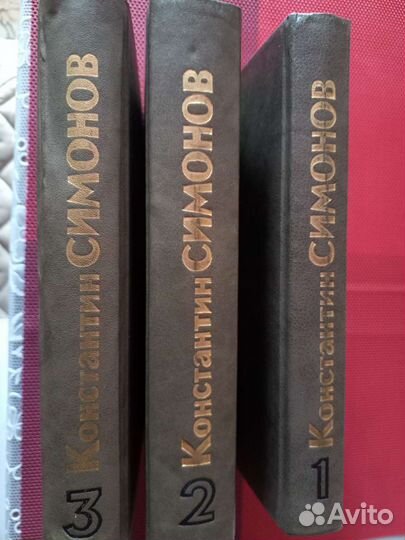 3 Константин СИМОНОВ
2 Константин СИМОНОВ
1 Константин СИМОНОВ
Avito